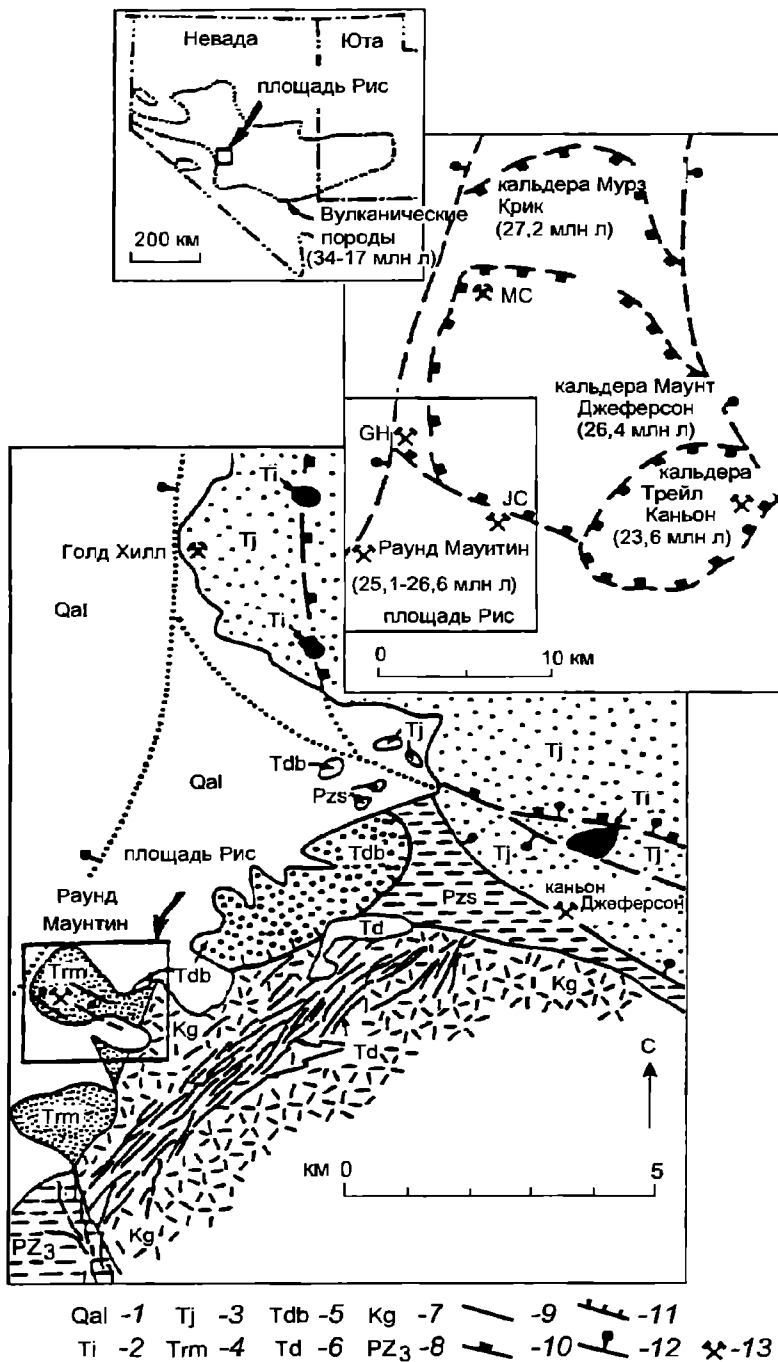 Невада
Юта
площадь Рис
Вулканические
породы
(34-17 млн л)
200 км
кальдера Мурз
Крик
(27,2 млн л)
МС
кальдера Маунт
Джеферсон
(26,4 млн л)
GH
JC
кальдера
Трейл
Каньон
(23,6 млн л)
Раунд Мауитин
(25,1-26,6 млн л)
площадь Рис
0 10 км
Ti
Tj
Голд Хилл
Qal
Ti
Tj
Tdb
Pzs
Qal
Tj
Ti
Tj
Tj
площадь Рис
Раунд
Маунтин
Tdb
Pzs
каньон
Джеферсон
Td
Trm
Tdb
Kg
Kg
Td
С
Trm
км 0 5
Kg
PZ3
Qal -1 Tj -3 Tdb -5 Kg -7 -9 -11
Ti -2 Trm -4 Td -6 PZ3 -8 -10 -12 -13